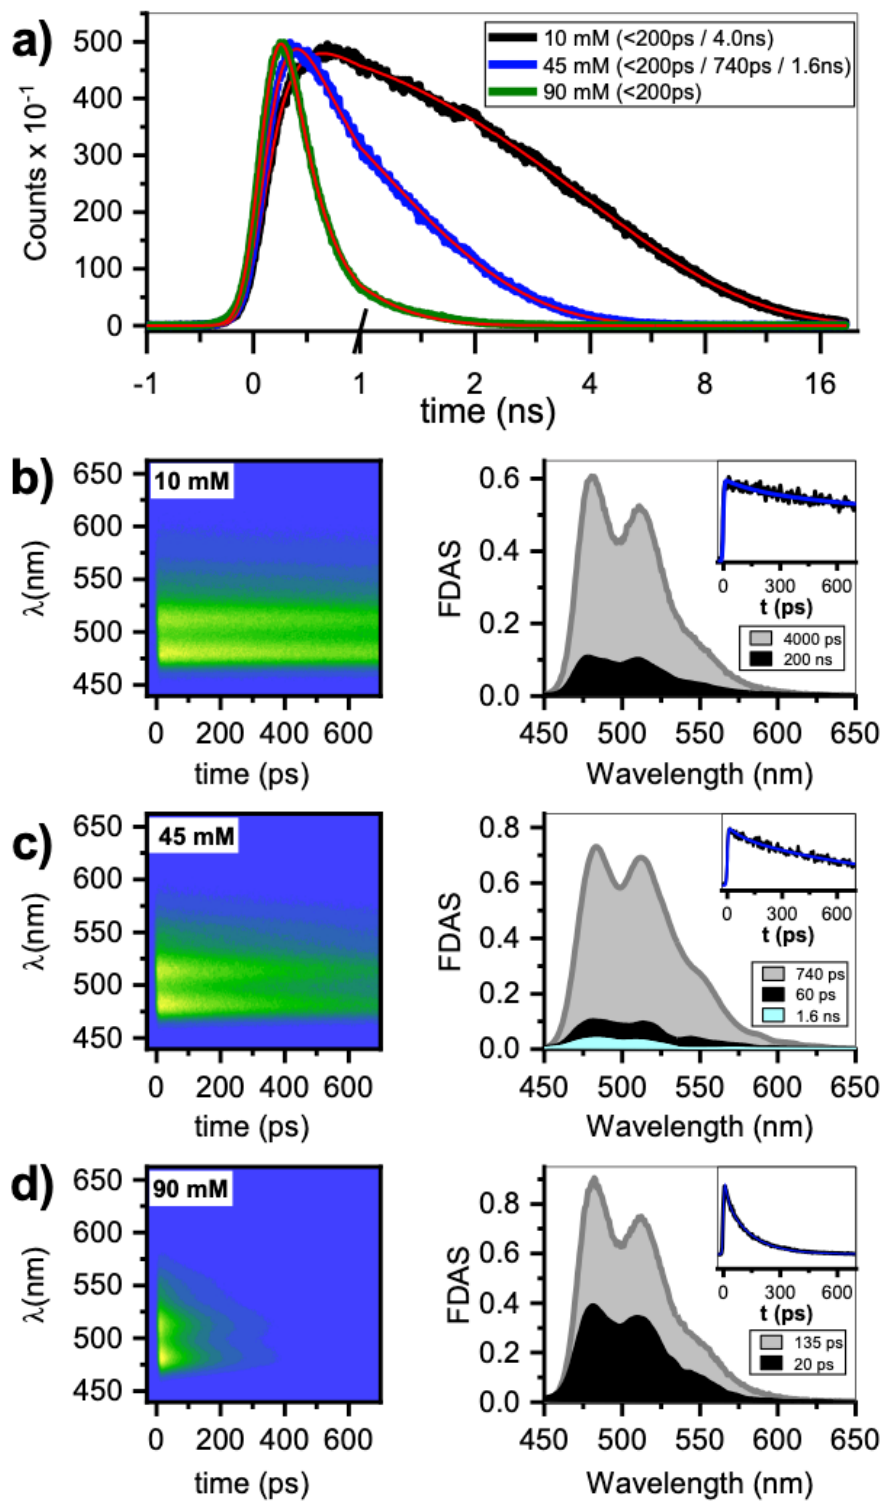 a)
500
400
300
200
100
0
Counts x 10⁻¹
10 mM (<200ps / 4.0ns)
45 mM (<200ps / 740ps / 1.6ns)
90 mM (<200ps)
-1 0 1 2 4 8 16
time (ns)
b)
650
600
550
500
450
λ(nm)
10 mM
0 200 400 600
time (ps)
0.6
0.4
0.2
0.0
FDAS
0 300 600
t (ps)
4000 ps
200 ns
450 500 550 600 650
Wavelength (nm)
c)
650
600
550
500
450
λ(nm)
45 mM
0 200 400 600
time (ps)
0.8
0.6
0.4
0.2
0.0
FDAS
0 300 600
t (ps)
740 ps
60 ps
1.6 ns
450 500 550 600 650
Wavelength (nm)
d)
650
600
550
500
450
λ(nm)
90 mM
0 200 400 600
time (ps)
0.8
0.6
0.4
0.2
0.0
FDAS
0 300 600
t (ps)
135 ps
20 ps
450 500 550 600 650
Wavelength (nm)